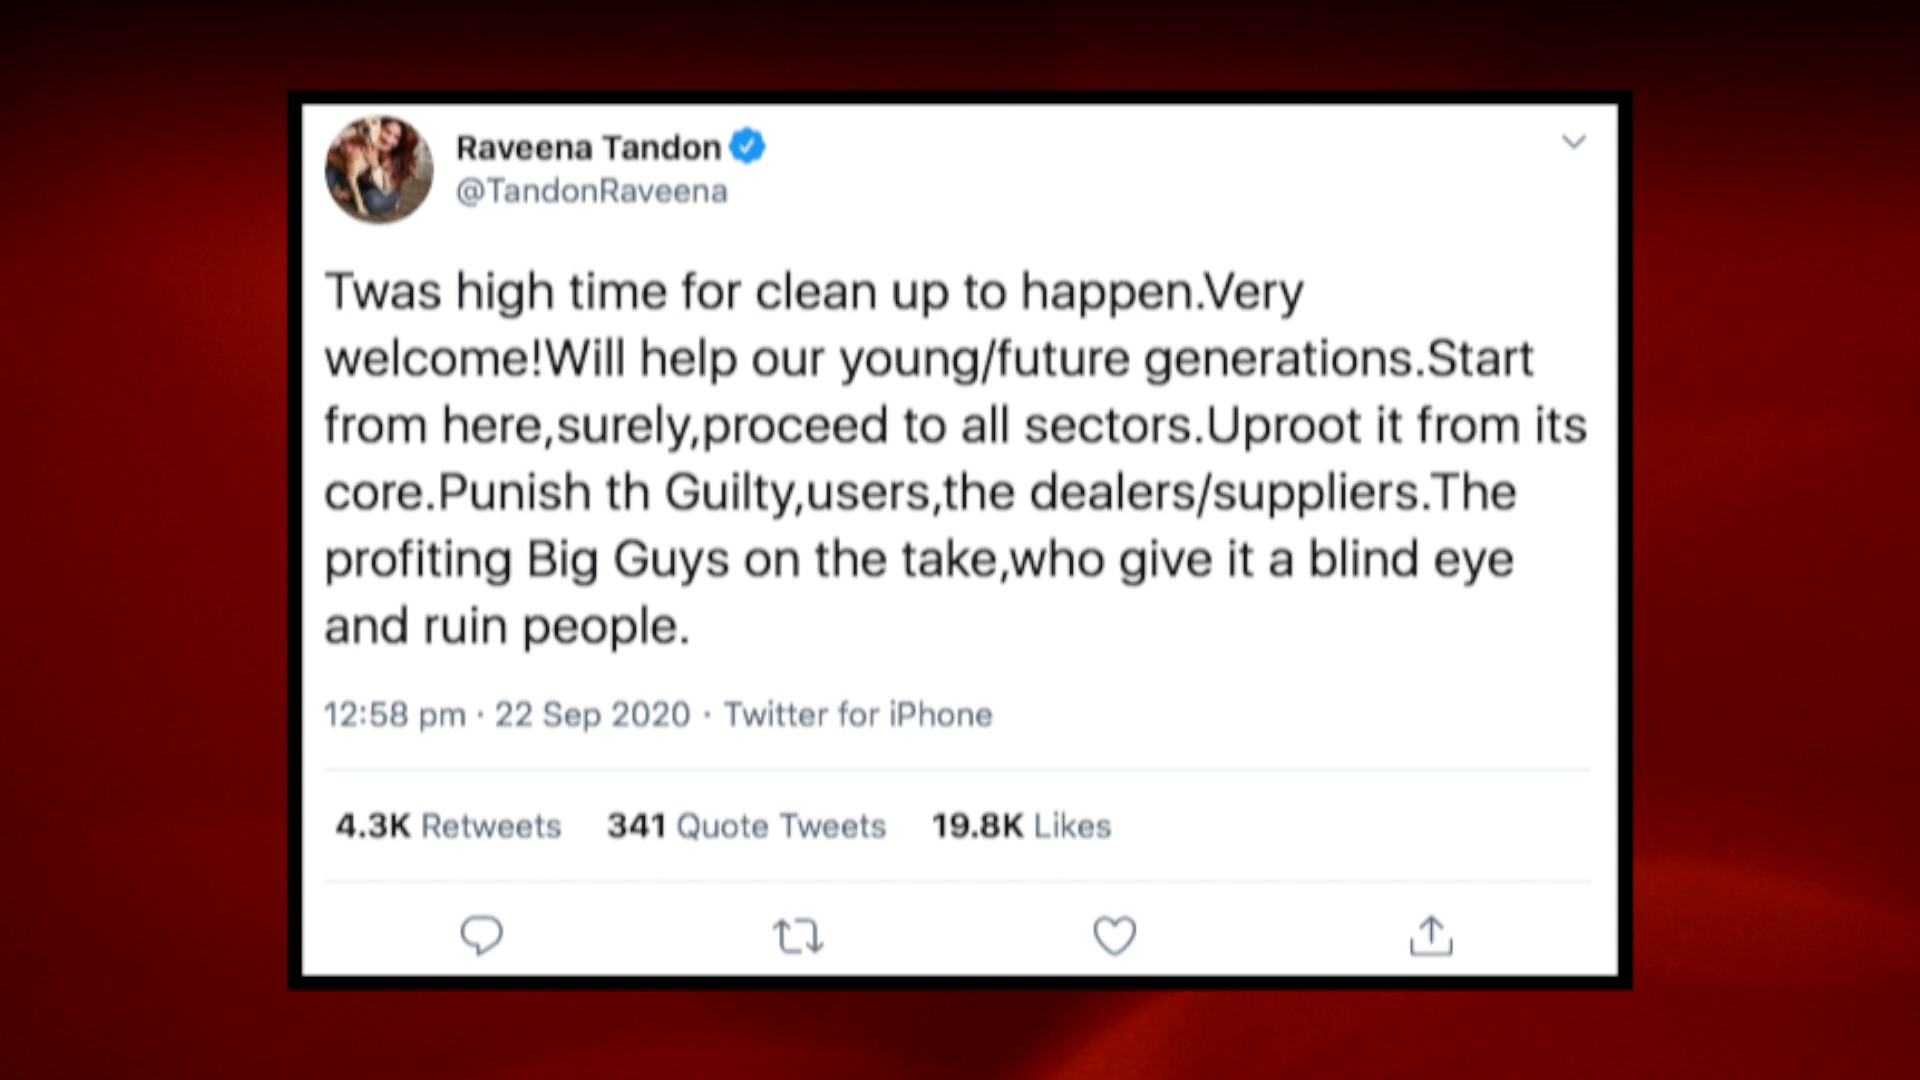 Raveena Tandon
@TandonRaveena
Twas high time for clean up to happen.Very
welcome!Will help our young/future generations.Start
from here,surely,proceed to all sectors.Uproot it from its
core.Punish th Guilty,users,the dealers/suppliers.The
profiting Big Guys on the take,who give it a blind eye
and ruin people.
12:58 pm · 22 Sep 2020 · Twitter for iPhone
4.3K Retweets 341 Quote Tweets 19.8K Likes